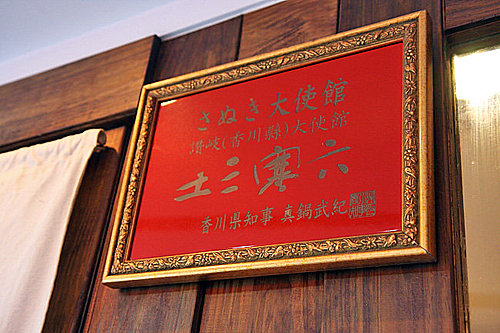 さぬき大使館
讃岐(香川縣)大使館
土三寒六
香川県知事 真鍋武紀